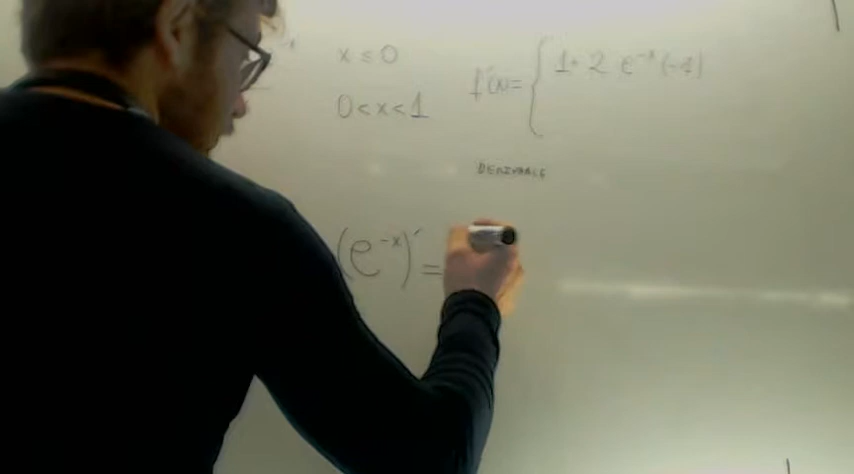 x ≤ 0
0 < x < 1
f'(x) = { 1 + 2 e^{-x} (-1)
DERIVABLE
(e^{-x})' =